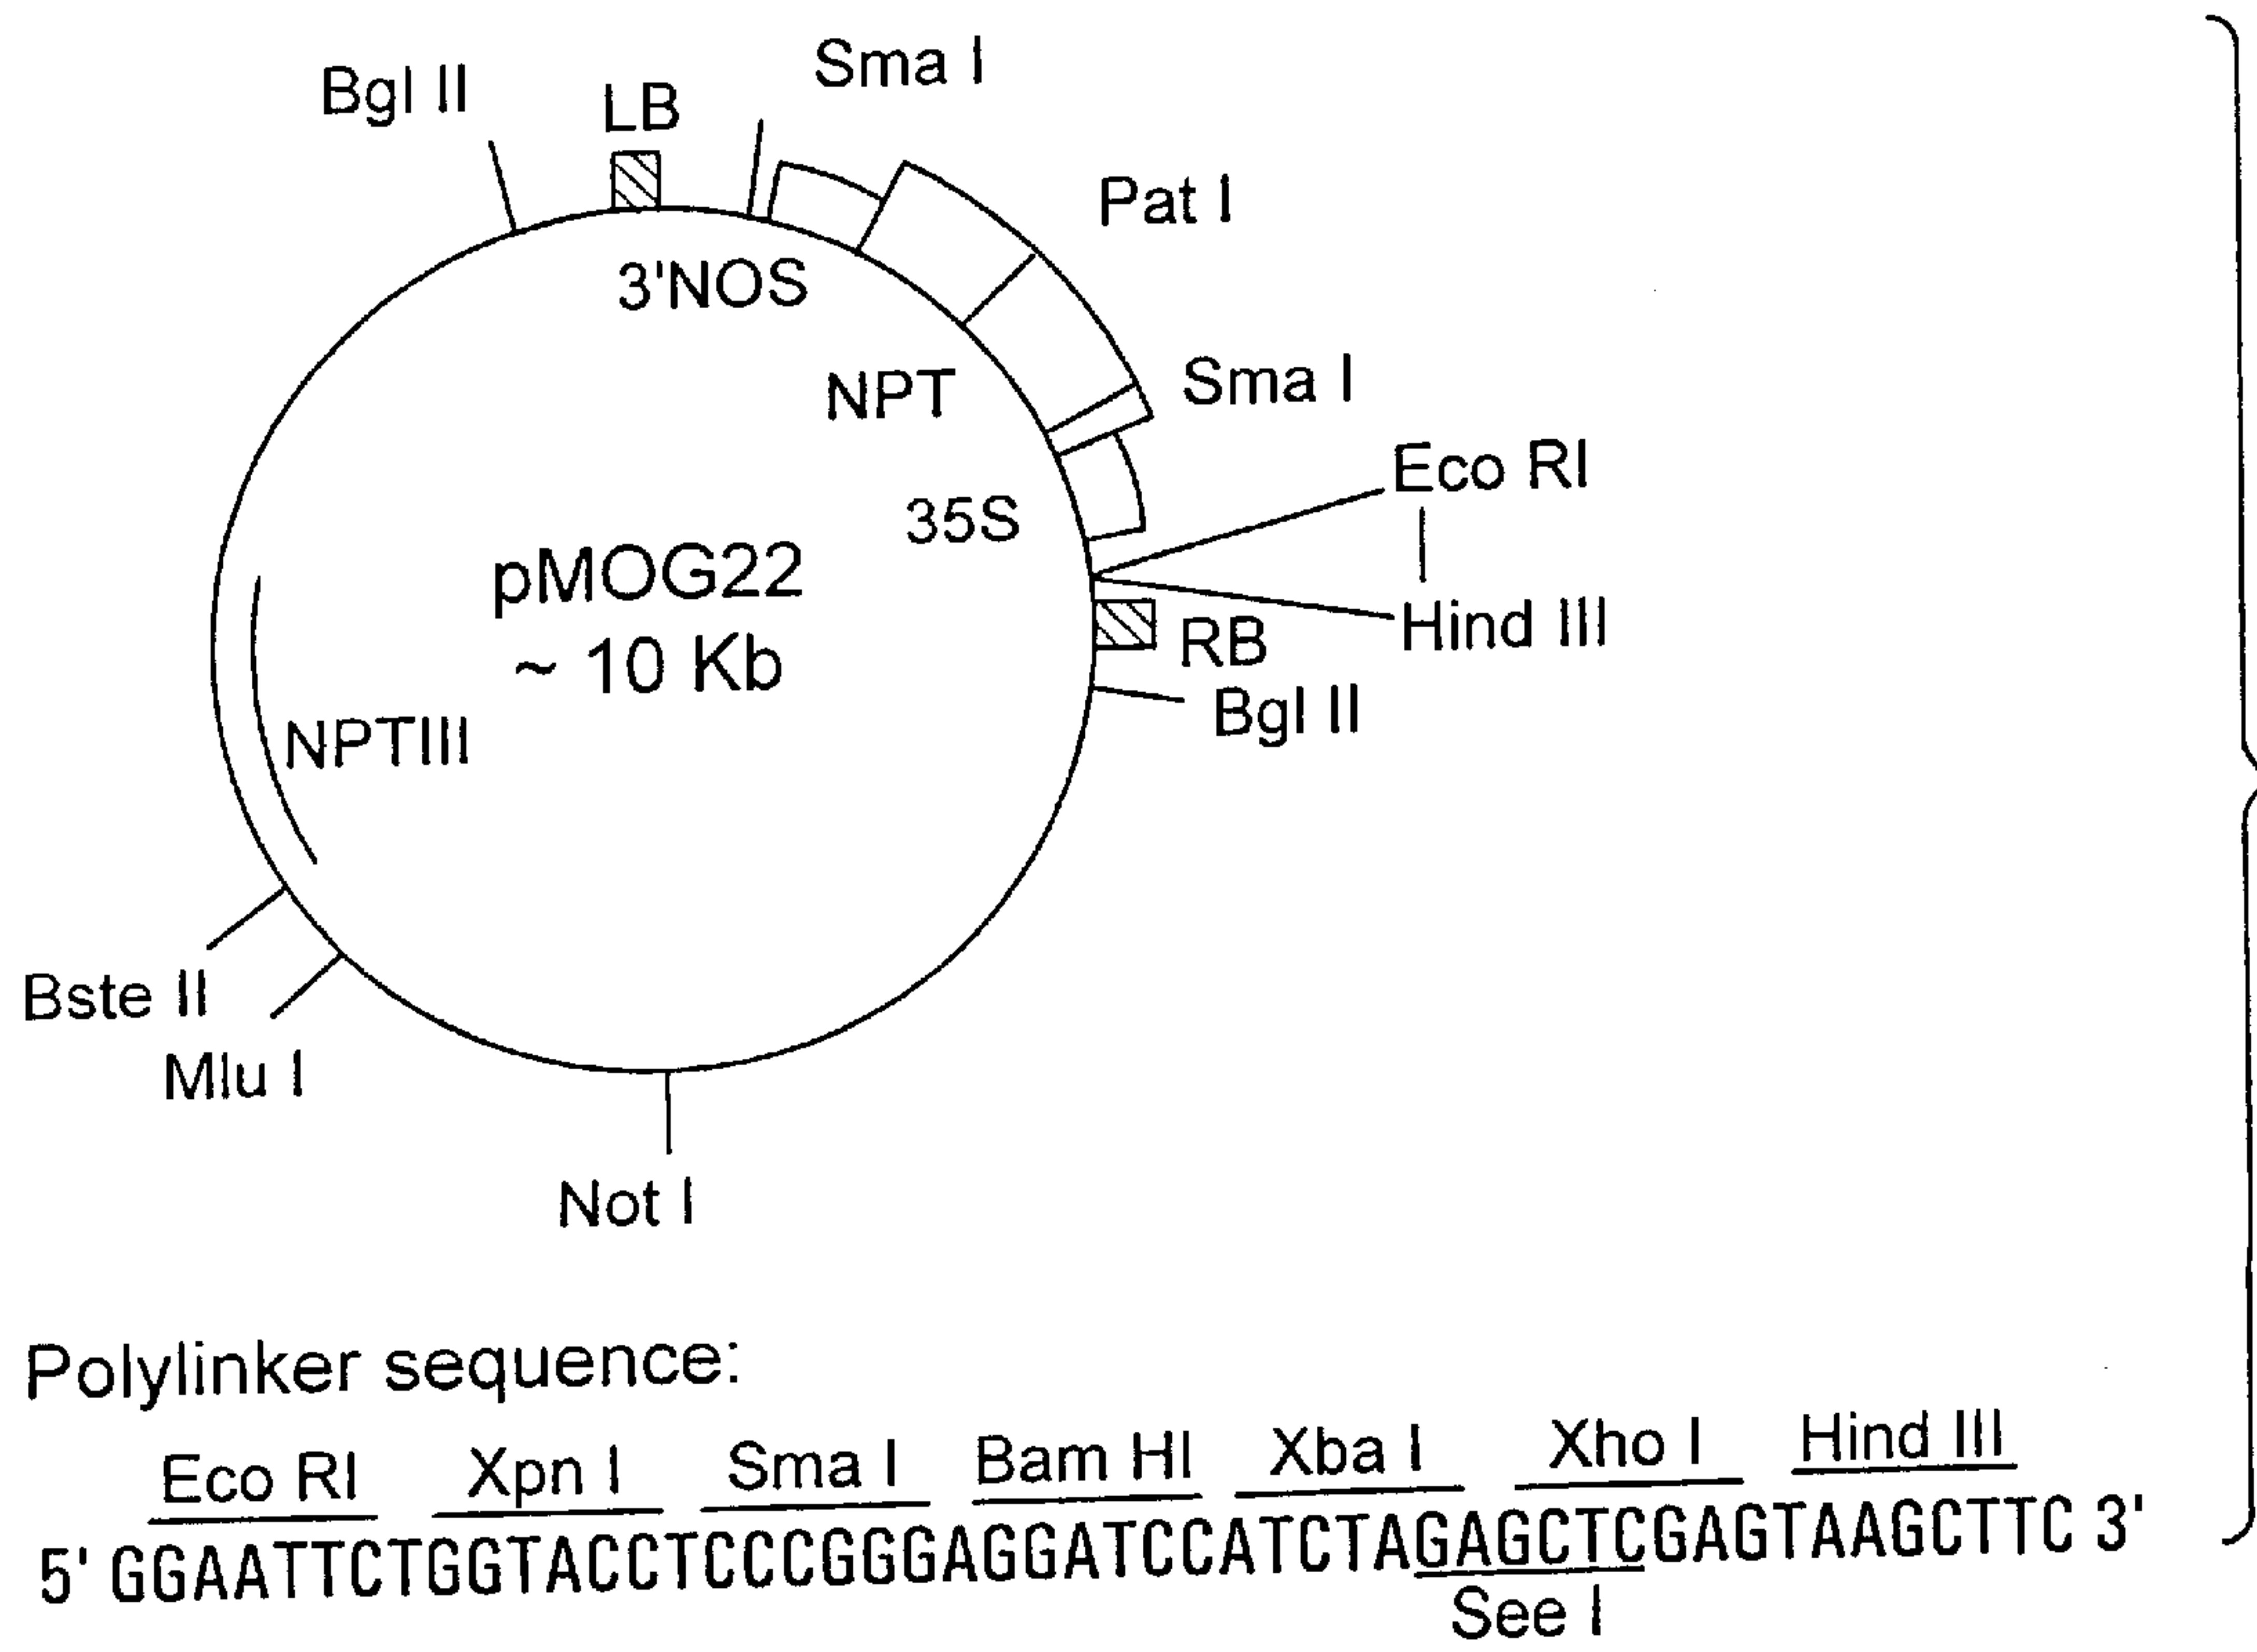 Sma I
Bgl II
LB
Pat I
3'NOS
NPT
Sma I
Eco RI
35S
pMOG22
~ 10 Kb
Hind III
RB
Bgl II
NPTIII
Bste II
Mlu I
Not I
Polylinker sequence:
Eco RI Xpn I Sma I Bam HI Xba I Xho I Hind III
5' GGAATTCTGGTACCTCCCGGGAGGATCCATCTAGAGCTCGAGTAAGCTTC 3'
See I